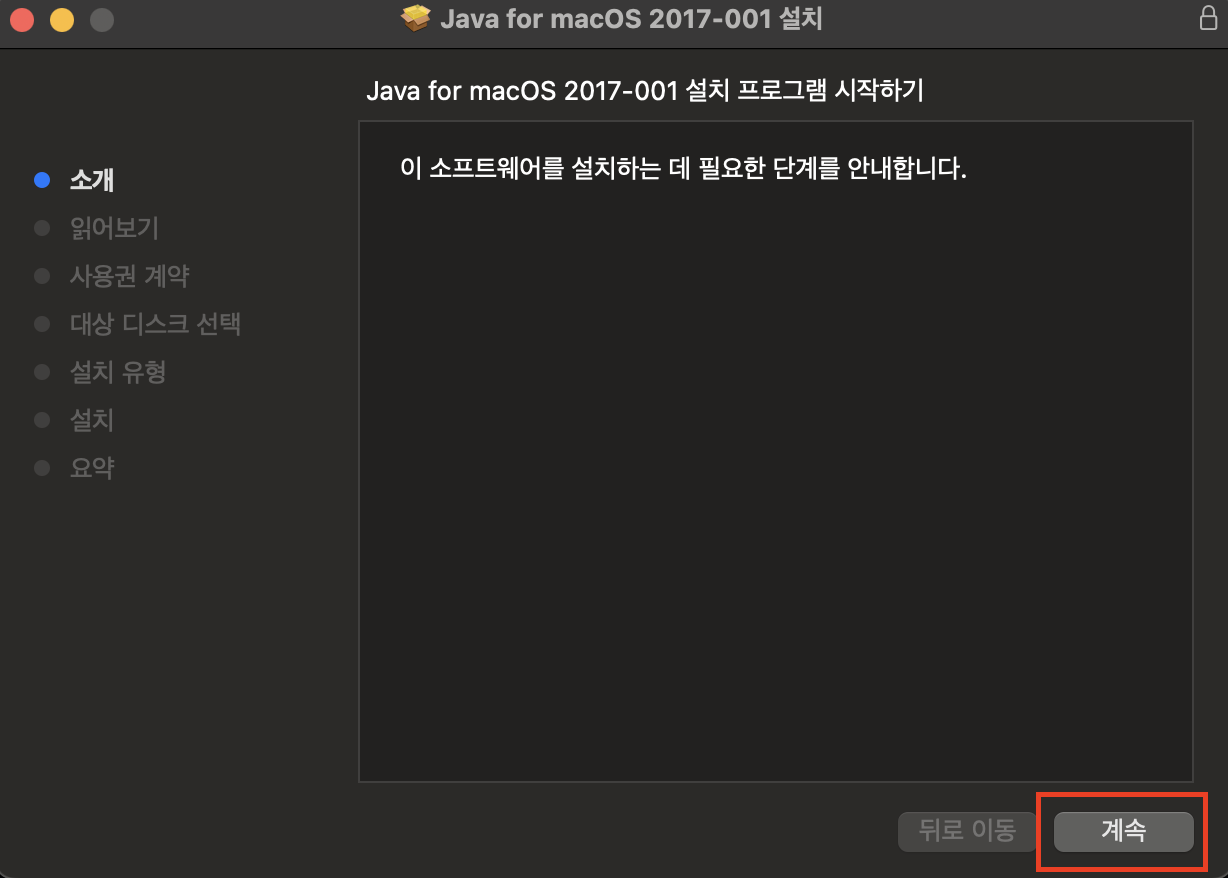 Java for macOS 2017-001 설치
Java for macOS 2017-001 설치 프로그램 시작하기
이 소프트웨어를 설치하는 데 필요한 단계를 안내합니다.
소개
읽어보기
사용권 계약
대상 디스크 선택
설치 유형
설치
요약
뒤로 이동
계속